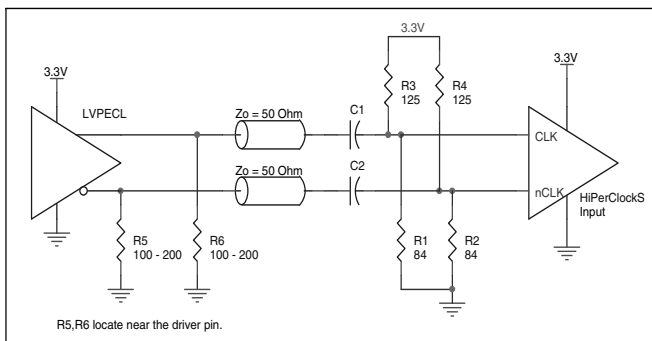 3.3V
3.3V
3.3V
R3
125
R4
125
LVPECL
Zo = 50 Ohm
C1
CLK
Zo = 50 Ohm
C2
nCLK
HiPerClockS
Input
R5
100 - 200
R6
100 - 200
R1
84
R2
84
R5,R6 locate near the driver pin.